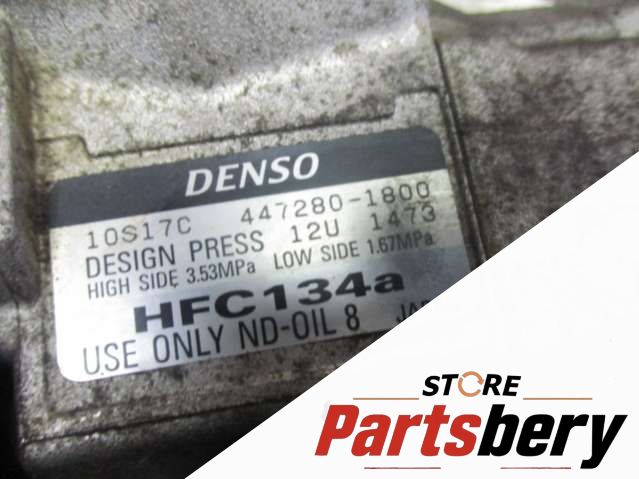 DENSO
10S17C 447280-1800
DESIGN PRESS 12U 1473
HIGH SIDE 3.53MPa LOW SIDE 1.67MPa
HFC134a
USE ONLY ND-OIL 8
STORE
Partsbery